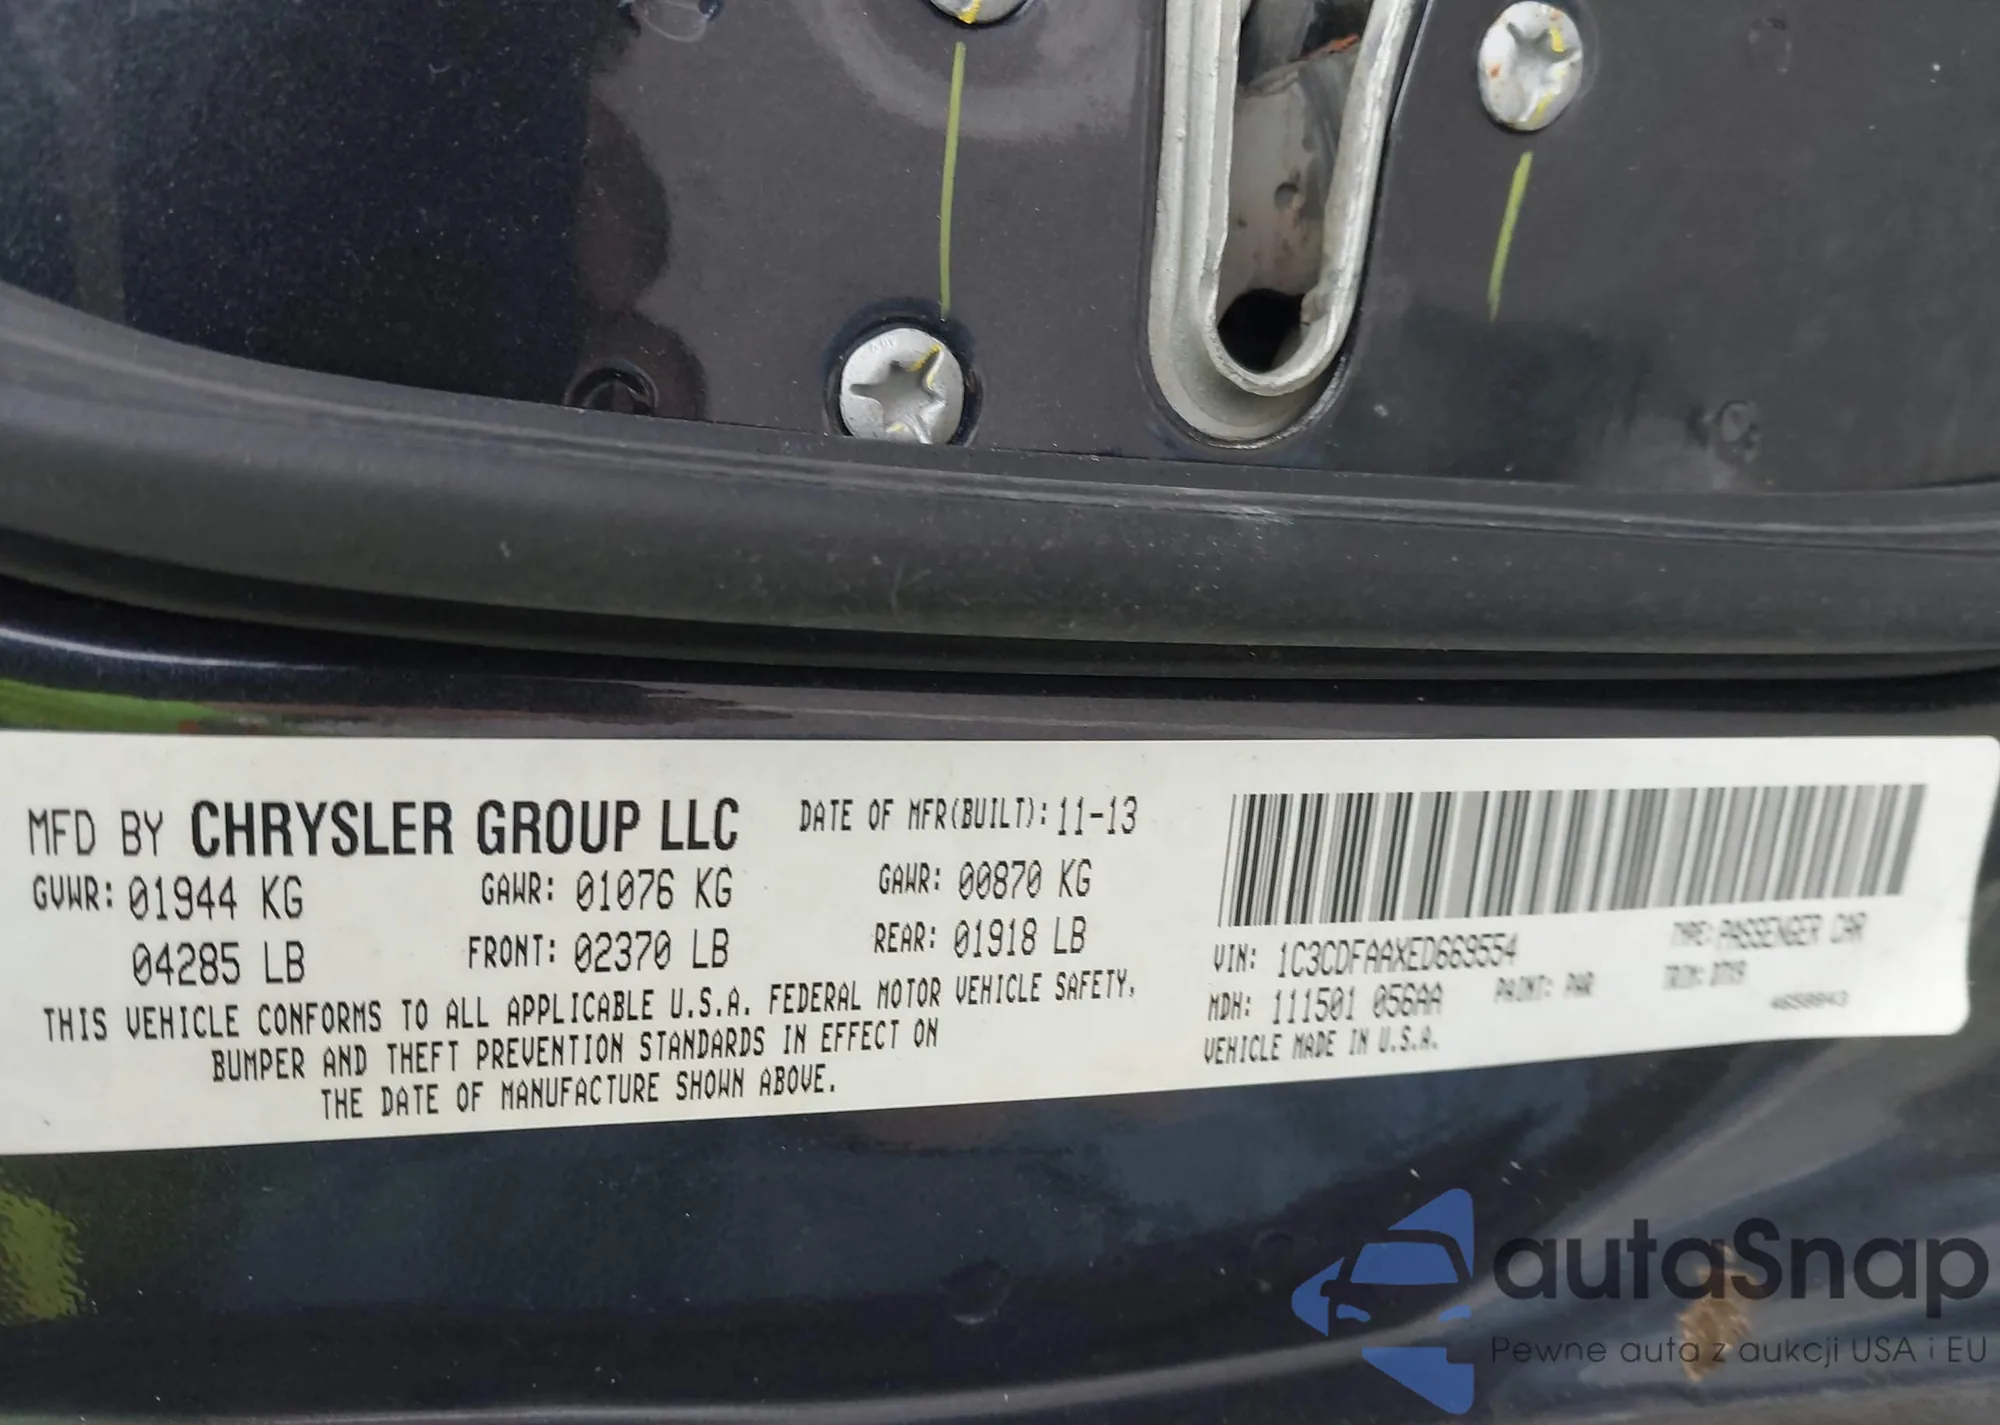 MFD BY CHRYSLER GROUP LLC DATE OF MFR(BUILT): 11-13
GVWR: 01944 KG GAWR: 01076 KG GAWR: 00870 KG
04285 LB FRONT: 02370 LB REAR: 01918 LB
THIS VEHICLE CONFORMS TO ALL APPLICABLE U.S.A. FEDERAL MOTOR VEHICLE SAFETY,
BUMPER AND THEFT PREVENTION STANDARDS IN EFFECT ON
THE DATE OF MANUFACTURE SHOWN ABOVE.
VIN: 1C3CDFAAXED669554 TYPE: PASSENGER CAR
MDH: 111501 056AA PAINT: PAR TRIM:
VEHICLE MADE IN U.S.A.
autaSnap
Pewne auta z aukcji USA i EU